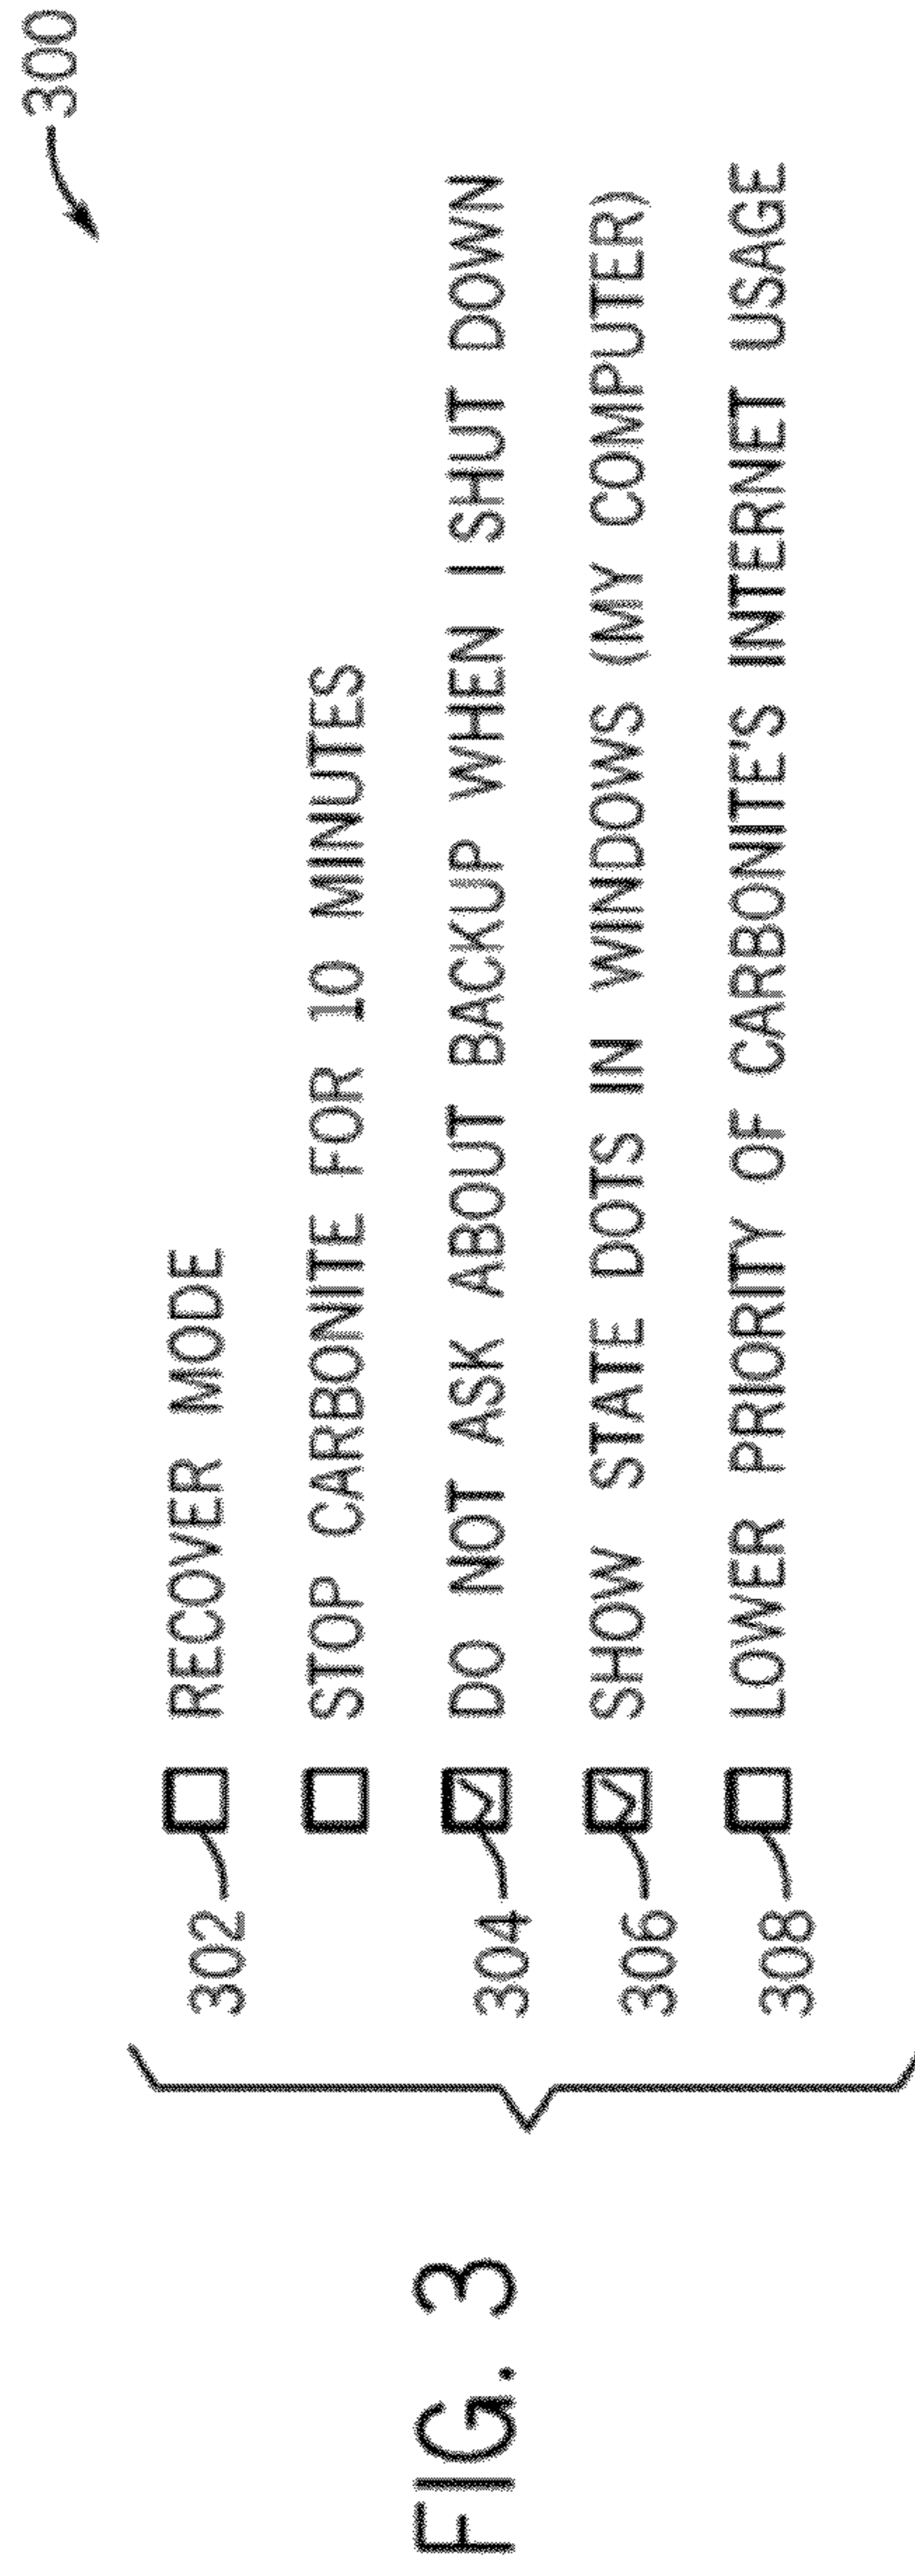 300
302 RECOVER MODE
STOP CARBONITE FOR 10 MINUTES
304 DO NOT ASK ABOUT BACKUP WHEN I SHUT DOWN
306 SHOW STATE DOTS IN WINDOWS (MY COMPUTER)
308 LOWER PRIORITY OF CARBONITE'S INTERNET USAGE
FIG. 3